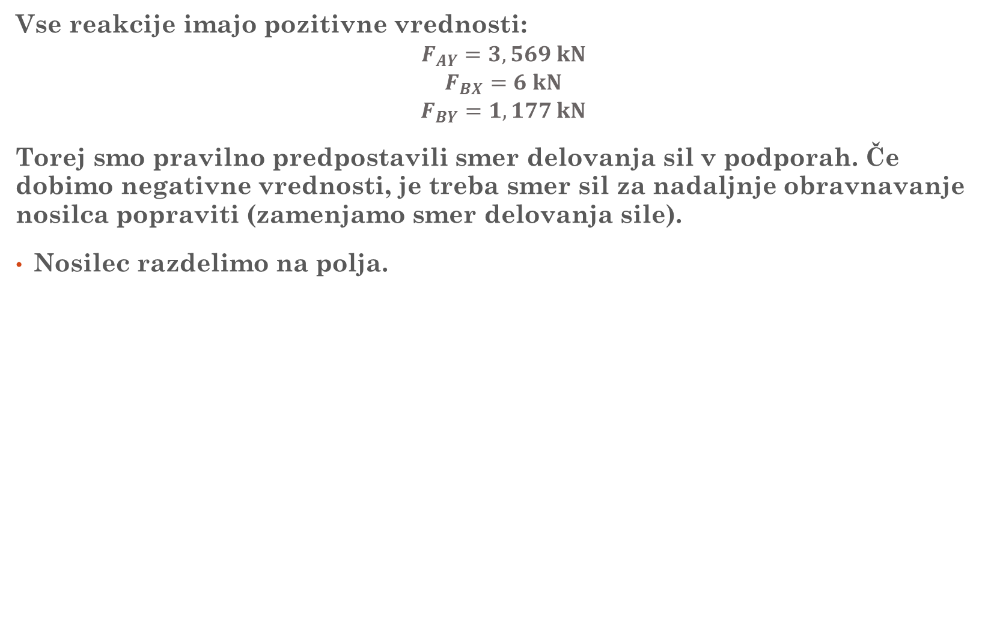 Vse reakcije imajo pozitivne vrednosti:
F_AY = 3,569 kN
F_BX = 6 kN
F_BY = 1,177 kN
Torej smo pravilno predpostavili smer delovanja sil v podporah. Če
dobimo negativne vrednosti, je treba smer sil za nadaljnje obravnavanje
nosilca popraviti (zamenjamo smer delovanja sile).
• Nosilec razdelimo na polja.